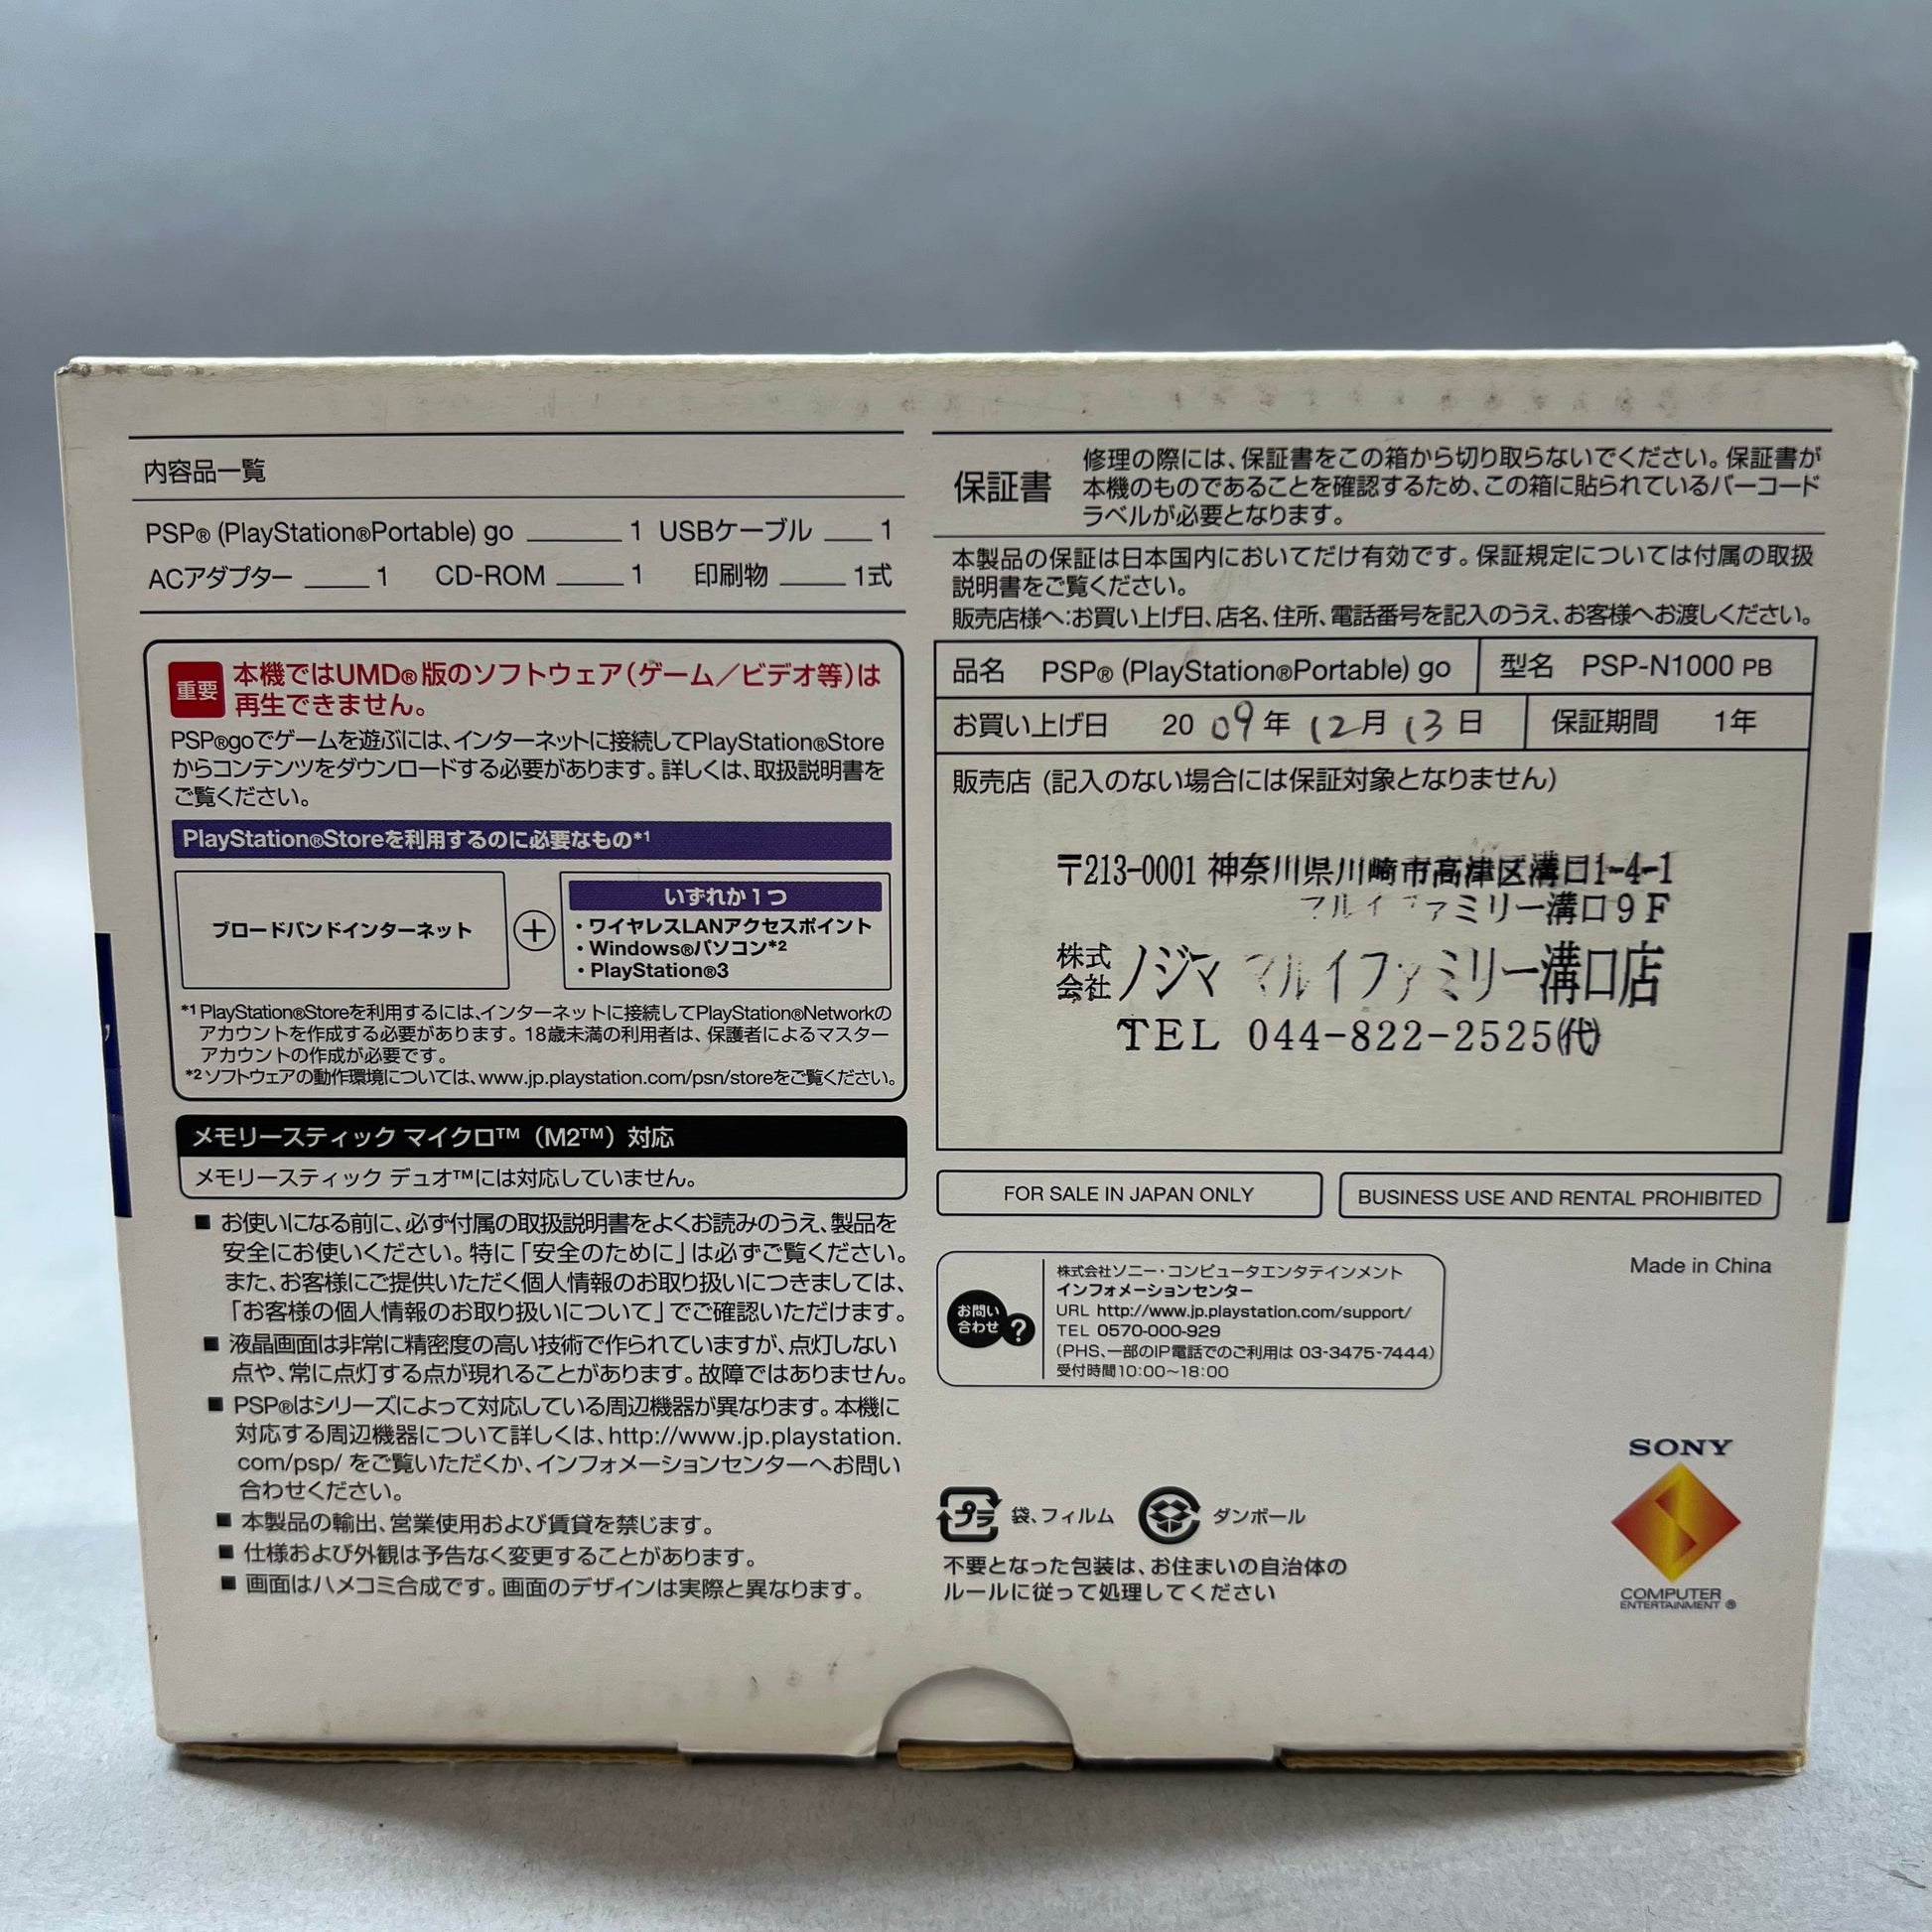 内容品一覧
PSP® (PlayStation®Portable) go ______ 1 USBケーブル ___ 1
ACアダプター ____ 1 CD-ROM ____ 1 印刷物 ____ 1式
重要
本機ではUMD®版のソフトウェア(ゲーム/ビデオ等)は
再生できません。
PSP®goでゲームを遊ぶには、インターネットに接続してPlayStation®Store
からコンテンツをダウンロードする必要があります。詳しくは、取扱説明書を
ご覧ください。
PlayStation®Storeを利用するのに必要なもの*1
ブロードバンドインターネット
+
いずれか1つ
・ワイヤレスLANアクセスポイント
・Windows®パソコン*2
・PlayStation®3
*1 PlayStation®Storeを利用するには、インターネットに接続してPlayStation®Networkの
アカウントを作成する必要があります。18歳未満の利用者は、保護者によるマスター
アカウントの作成が必要です。
*2 ソフトウェアの動作環境については、www.jp.playstation.com/psn/storeをご覧ください。
メモリースティック マイクロ™(M2™)対応
メモリースティック デュオ™には対応していません。
■ お使いになる前に、必ず付属の取扱説明書をよくお読みのうえ、製品を
安全にお使いください。特に「安全のために」は必ずご覧ください。
また、お客様にご提供いただく個人情報のお取り扱いにつきましては、
「お客様の個人情報のお取り扱いについて」でご確認いただけます。
■ 液晶画面は非常に精密度の高い技術で作られていますが、点灯しない
点や、常に点灯する点が現れることがあります。故障ではありません。
■ PSP®はシリーズによって対応している周辺機器が異なります。本機に
対応する周辺機器について詳しくは、http://www.jp.playstation.
com/psp/ をご覧いただくか、インフォメーションセンターへお問い
合わせください。
■ 本製品の輸出、営業使用および賃貸を禁じます。
■ 仕様および外観は予告なく変更することがあります。
■ 画面はハメコミ合成です。画面のデザインは実際と異なります。
保証書
修理の際には、保証書をこの箱から切り取らないでください。保証書が
本機のものであることを確認するため、この箱に貼られているバーコード
ラベルが必要となります。
本製品の保証は日本国内においてだけ有効です。保証規定については付属の取扱
説明書をご覧ください。
販売店様へ:お買い上げ日、店名、住所、電話番号を記入のうえ、お客様へお渡しください。
品名 PSP® (PlayStation®Portable) go 型名 PSP-N1000 PB
お買い上げ日 2009年12月13日 保証期間 1年
販売店 (記入のない場合には保証対象となりません)
〒213-0001 神奈川県川崎市高津区溝口1-4-1
マルイファミリー溝口9F
株式会社 ノジマ マルイファミリー溝口店
TEL 044-822-2525(代)
FOR SALE IN JAPAN ONLY
BUSINESS USE AND RENTAL PROHIBITED
Made in China
お問い合わせ ?
株式会社ソニー・コンピュータエンタテインメント
インフォメーションセンター
URL http://www.jp.playstation.com/support/
TEL 0570-000-929
(PHS、一部のIP電話でのご利用は 03-3475-7444)
受付時間10:00〜18:00
プラ 袋、フィルム ダンボール
不要となった包装は、お住まいの自治体の
ルールに従って処理してください
SONY
COMPUTER
ENTERTAINMENT ®